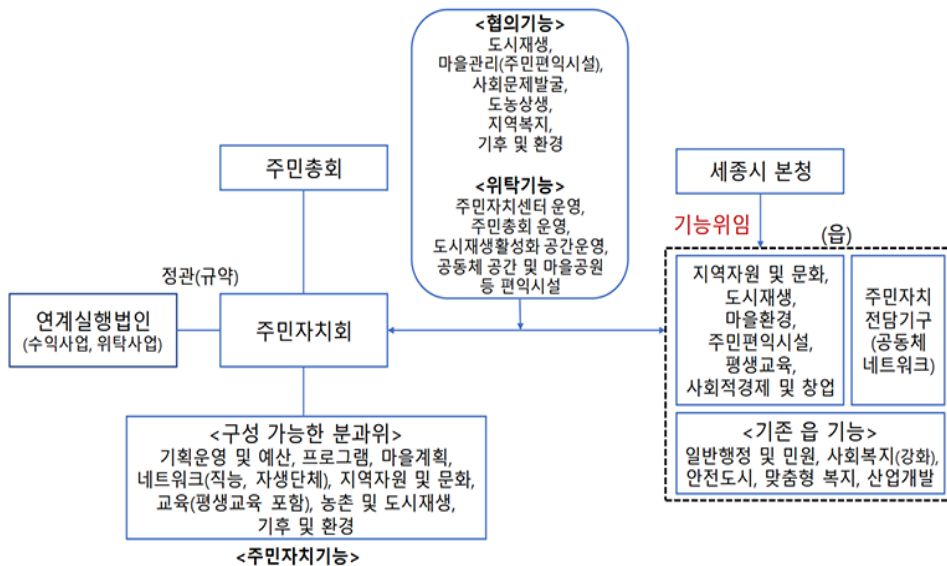 <협의기능>
도시재생,
마을관리(주민편익시설),
사회문제발굴,
도농상생,
지역복지,
기후 및 환경
<위탁기능>
주민자치센터 운영,
주민총회 운영,
도시재생활성화 공간운영,
공동체 공간 및 마을공원
등 편익시설
주민총회
세종시 본청
기능위임
(읍)
정관(규약)
연계실행법인
(수익사업, 위탁사업)
주민자치회
지역자원 및 문화,
도시재생,
마을환경,
주민편익시설,
평생교육,
사회적경제 및 창업
주민자치
전담기구
(공동체
네트워크)
<기존 읍 기능>
일반행정 및 민원, 사회복지(강화)
안전도시, 맞춤형 복지, 산업개발
<구성 가능한 분과위>
기획운영 및 예산, 프로그램, 마을계획,
네트워크(직능, 자생단체), 지역자원 및 문화,
교육(평생교육 포함), 농촌 및 도시재생,
기후 및 환경
<주민자치기능>